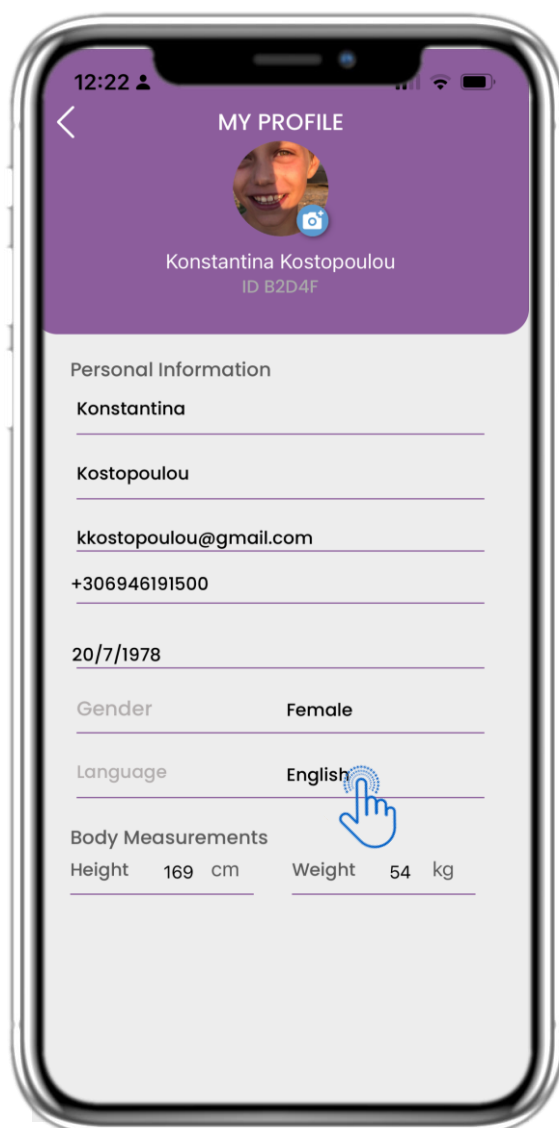 12:22
MY PROFILE
Konstantina Kostopoulou
ID B2D4F
Personal Information
Konstantina
Kostopoulou
kkostopoulou@gmail.com
+306946191500
20/7/1978
Gender Female
Language English
Body Measurements
Height 169 cm Weight 54 kg